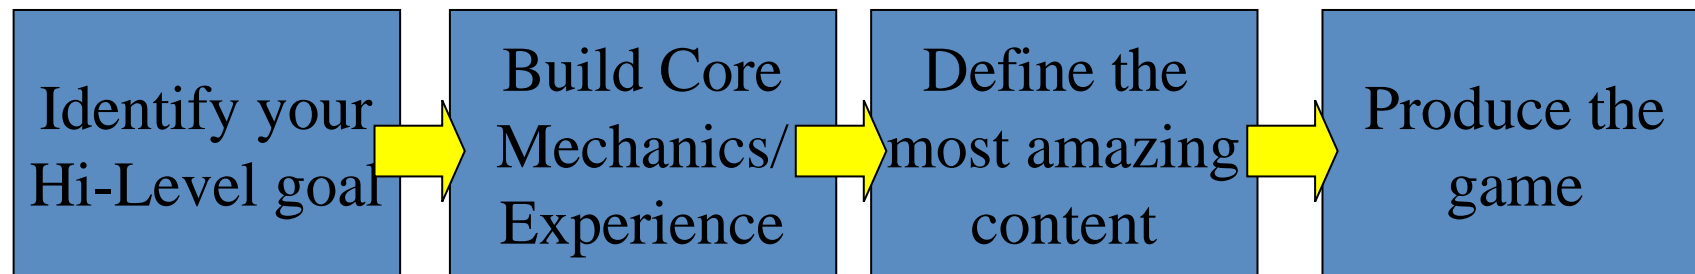 Identify your
Hi-Level goal
Build Core
Mechanics/
Experience
Define the
most amazing
content
Produce the
game